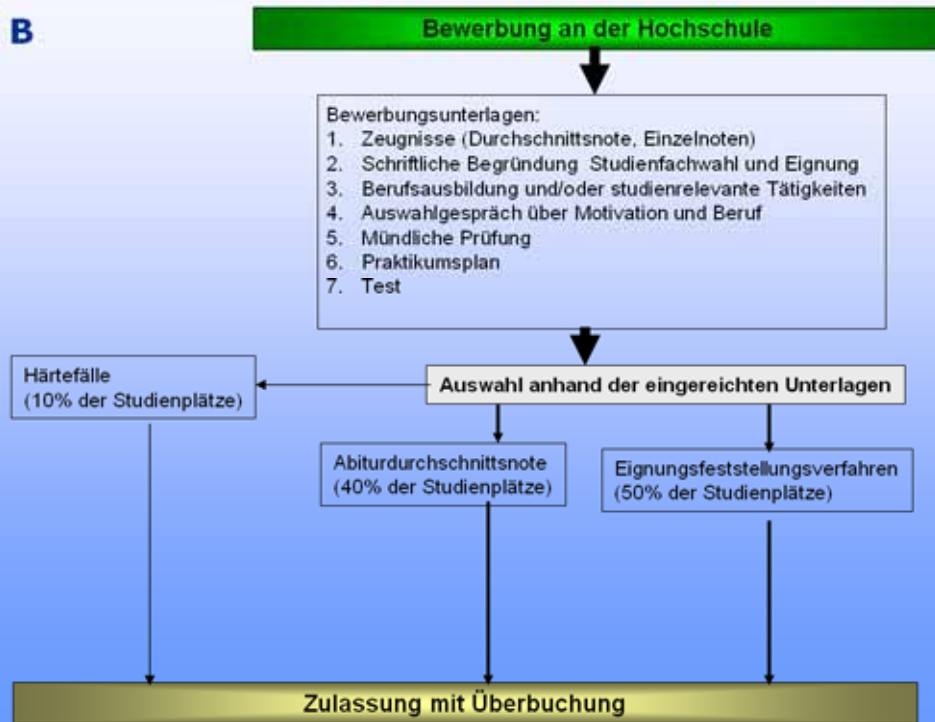 B
Bewerbung an der Hochschule
Bewerbungsunterlagen:
1. Zeugnisse (Durchschnittsnote, Einzelnoten)
2. Schriftliche Begründung Studienfachwahl und Eignung
3. Berufsausbildung und/oder studienrelevante Tätigkeiten
4. Auswahlgespräch über Motivation und Beruf
5. Mündliche Prüfung
6. Praktikumsplan
7. Test
Auswahl anhand der eingereichten Unterlagen
Härtefälle
(10% der Studienplätze)
Abiturdurchschnittsnote
(40% der Studienplätze)
Eignungsfeststellungsverfahren
(50% der Studienplätze)
Zulassung mit Überbuchung